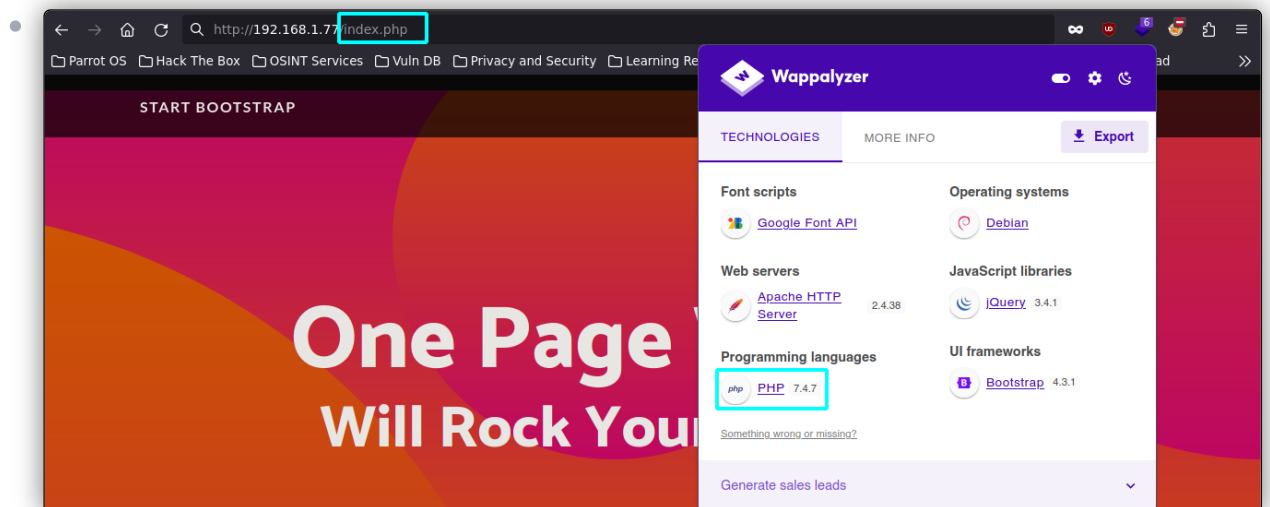 http://192.168.1.77/index.php
6
Parrot OS Hack The Box OSINT Services Vuln DB Privacy and Security Learning Re
ad
START BOOTSTRAP
Wappalyzer
TECHNOLOGIES MORE INFO Export
Font scripts Operating systems
Google Font API Debian
Web servers JavaScript libraries
Apache HTTP Server 2.4.38 jQuery 3.4.1
Programming languages UI frameworks
php PHP 7.4.7 B Bootstrap 4.3.1
Something wrong or missing?
Generate sales leads
One Page
Will Rock Your